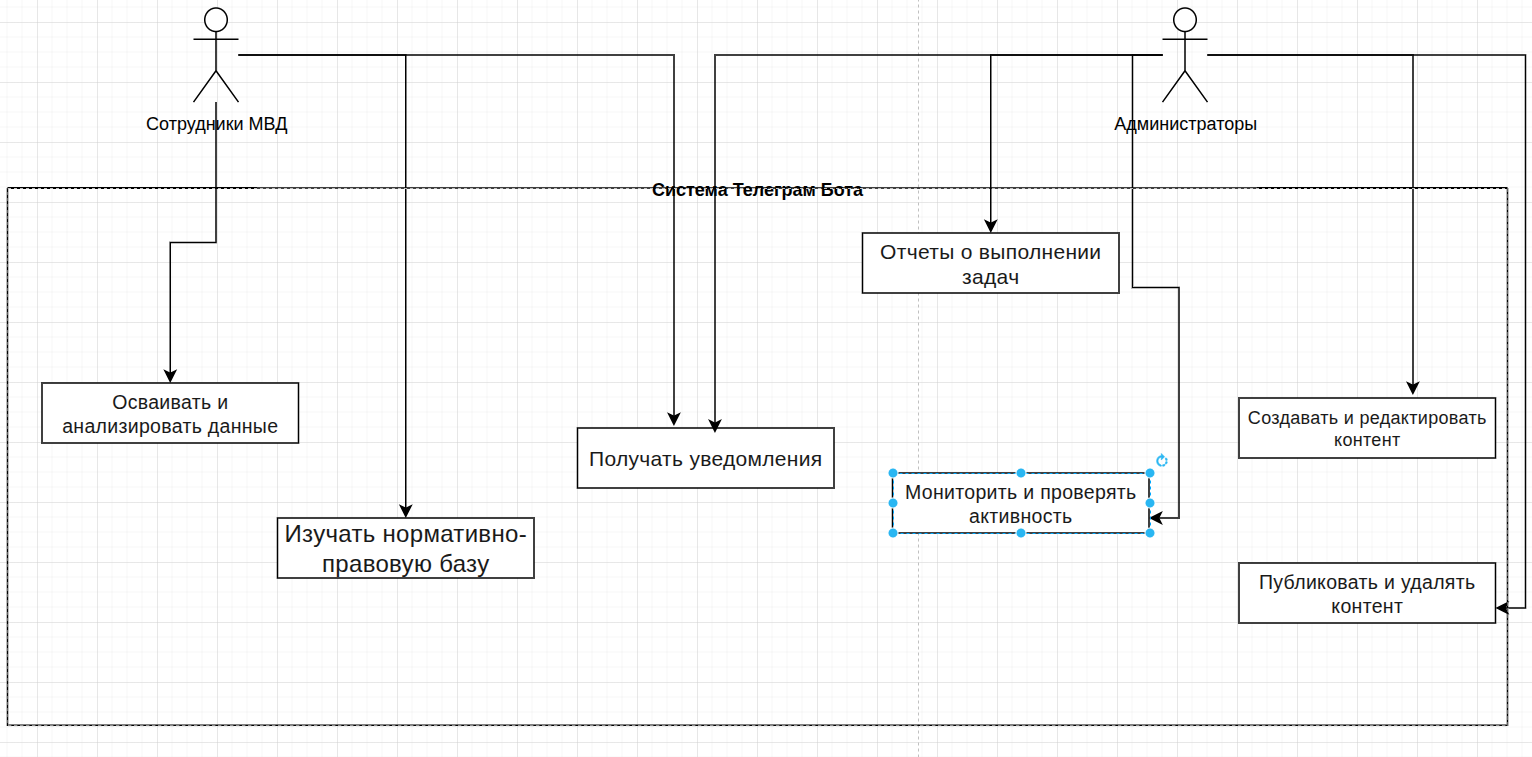 Сотрудники МВД
Администраторы
Система Телеграм Бота
Отчеты о выполнении
задач
Осваивать и
анализировать данные
Создавать и редактировать
контент
Получать уведомления
Мониторить и проверять
активность
Изучать нормативно-
правовую базу
Публиковать и удалять
контент